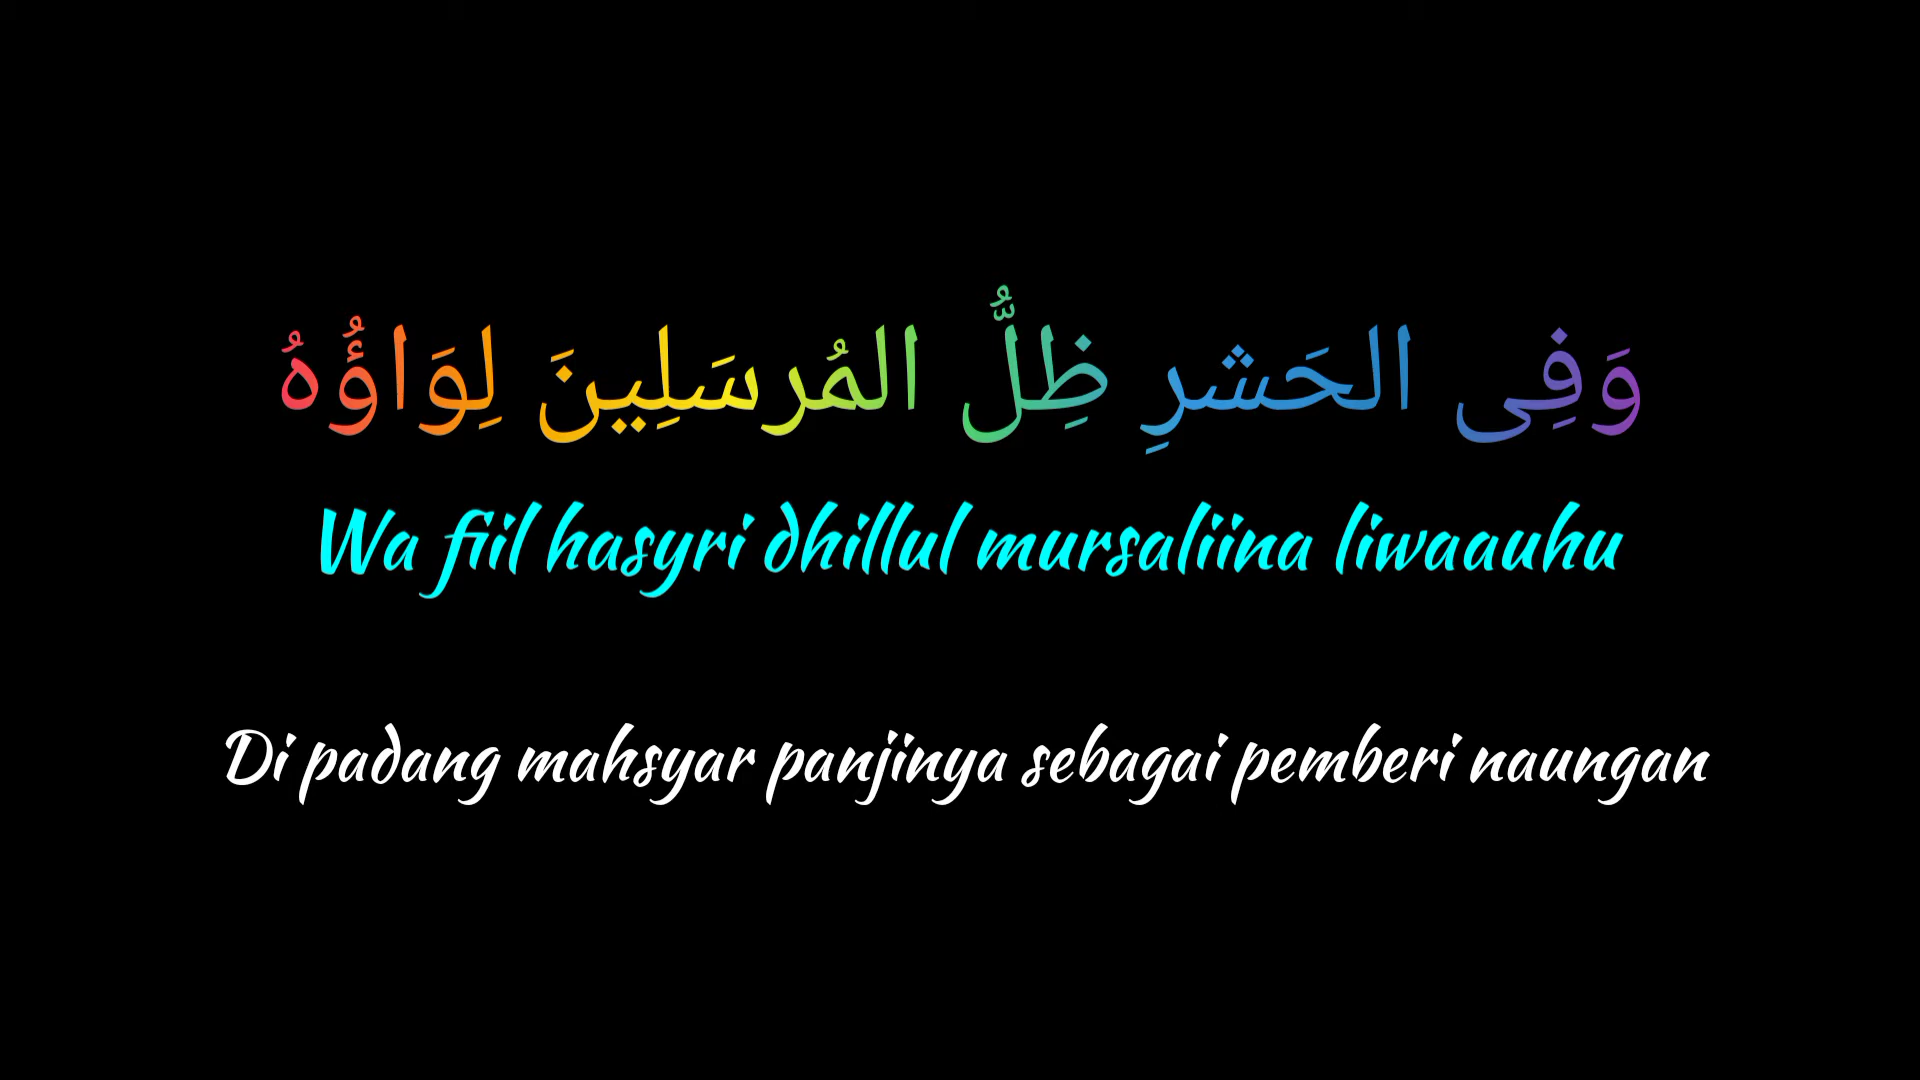 وَفِى الحَشرِ ظِلُّ المُرسَلِينَ لِوَاؤُهُ
Wa fiil hasyri dhillul mursaliina liwaauhu
Di padang mahsyar panjinya sebagai pemberi naungan